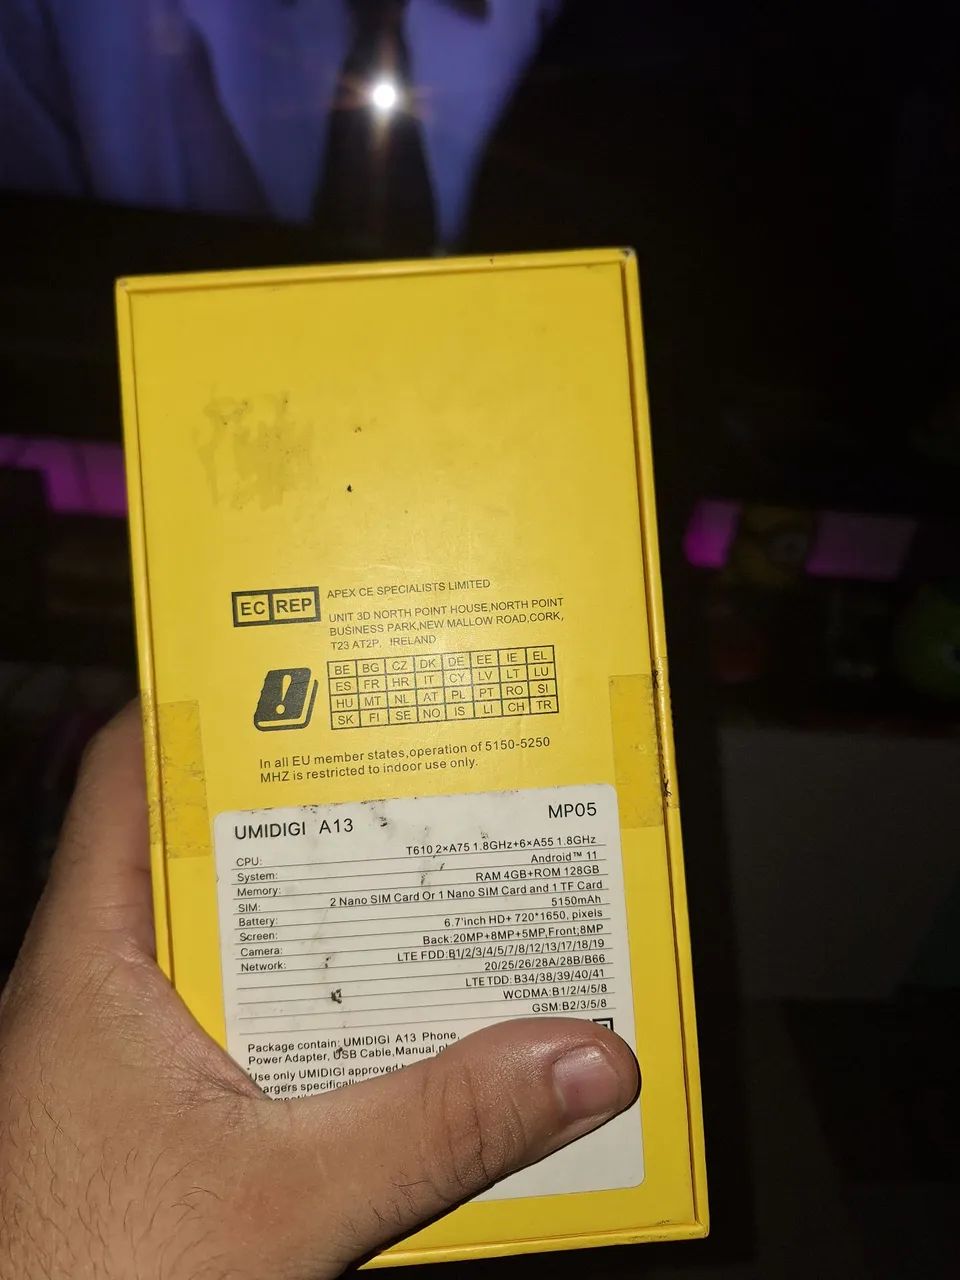 EC REP
APEX CE SPECIALISTS LIMITED
UNIT 3D NORTH POINT HOUSE,NORTH POINT
BUSINESS PARK,NEW MALLOW ROAD,CORK,
T23 AT2P, IRELAND
BE BG CZ DK DE EE IE EL
ES FR HR IT CY LV LT LU
HU MT NL AT PL PT RO SI
SK FI SE NO IS LI CH TR
In all EU member states,operation of 5150-5250
MHZ is restricted to indoor use only.
UMIDIGI A13 MP05
CPU: T610 2×A75 1.8GHz+6×A55 1.8GHz
System: Android™ 11
Memory: RAM 4GB+ROM 128GB
SIM: 2 Nano SIM Card Or 1 Nano SIM Card and 1 TF Card
Battery: 5150mAh
Screen: 6.7'inch HD+ 720*1650, pixels
Camera: Back:20MP+8MP+5MP,Front:8MP
Network: LTE FDD:B1/2/3/4/5/7/8/12/13/17/18/19
20/25/26/28A/28B/B66
LTE TDD: B34/38/39/40/41
WCDMA:B1/2/4/5/8
GSM:B2/3/5/8
Package contain: UMIDIGI A13 Phone,
Power Adapter, USB Cable,Manual,
Use only UMIDIGI approved